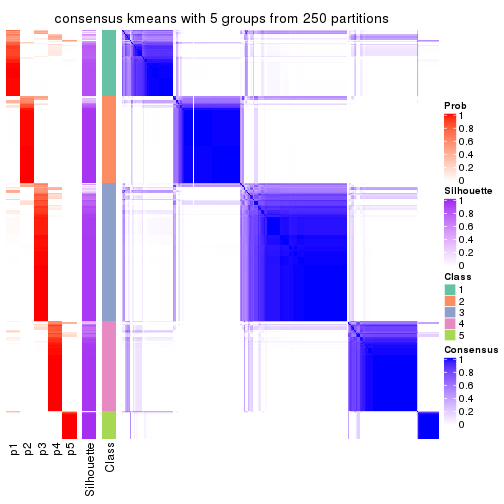 consensus kmeans with 5 groups from 250 partitions
Prob
1
0.8
0.6
0.4
0.2
0
Silhouette
1
0.8
0.6
0.4
0.2
0
Class
1
2
3
4
5
Consensus
1
0.8
0.6
0.4
0.2
0
p1
p2
p3
p4
p5
Silhouette
Class